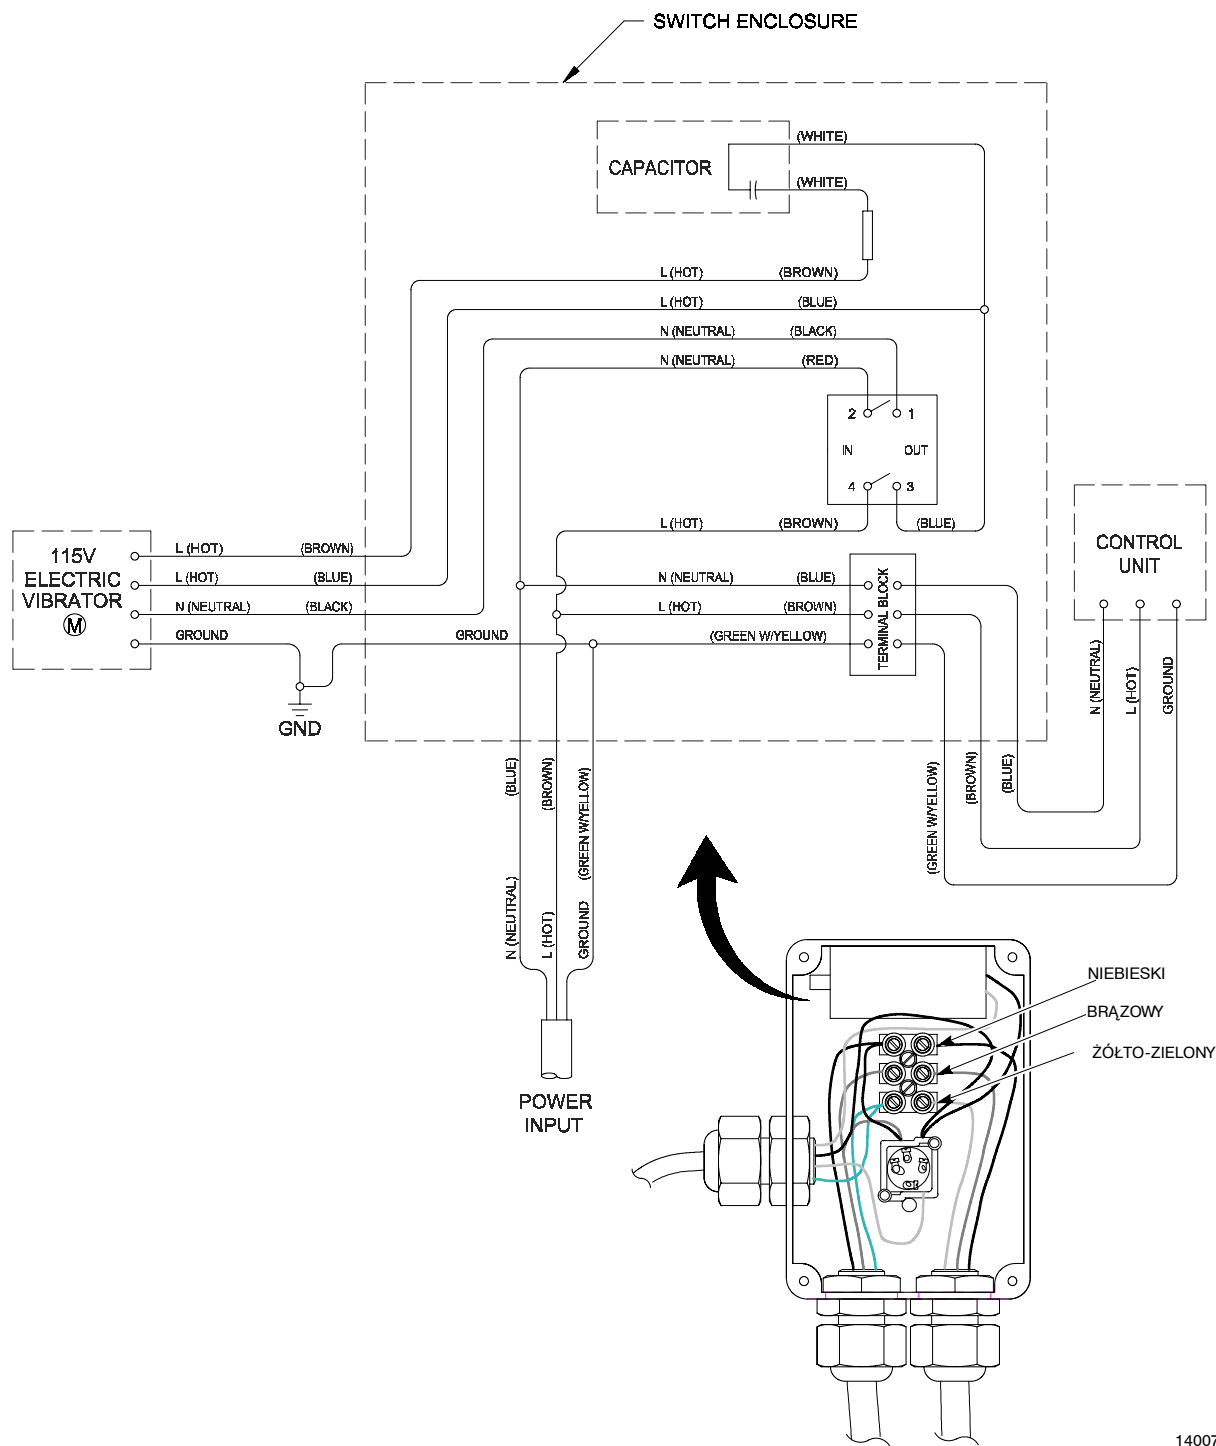 SWITCH ENCLOSURE
(WHITE)
CAPACITOR
(WHITE)
L (HOT) (BROWN)
L (HOT) (BLUE)
N (NEUTRAL) (BLACK)
N (NEUTRAL) (RED)
2 1
IN OUT
4 3
L (HOT) (BROWN) (BLUE)
115V
ELECTRIC
VIBRATOR
M
L (HOT) (BROWN)
L (HOT) (BLUE)
N (NEUTRAL) (BLACK)
GROUND
GROUND
GND
N (NEUTRAL) (BLUE)
L (HOT) (BROWN)
(GREEN W/YELLOW)
TERMINAL BLOCK
CONTROL
UNIT
N (NEUTRAL)
L (HOT)
GROUND
(BLUE)
(BROWN)
(GREEN W/YELLOW)
(GREEN W/YELLOW)
(BROWN)
(BLUE)
N (NEUTRAL)
L (HOT)
GROUND
POWER
INPUT
NIEBIESKI
BRĄZOWY
ŻÓŁTO-ZIELONY
14007